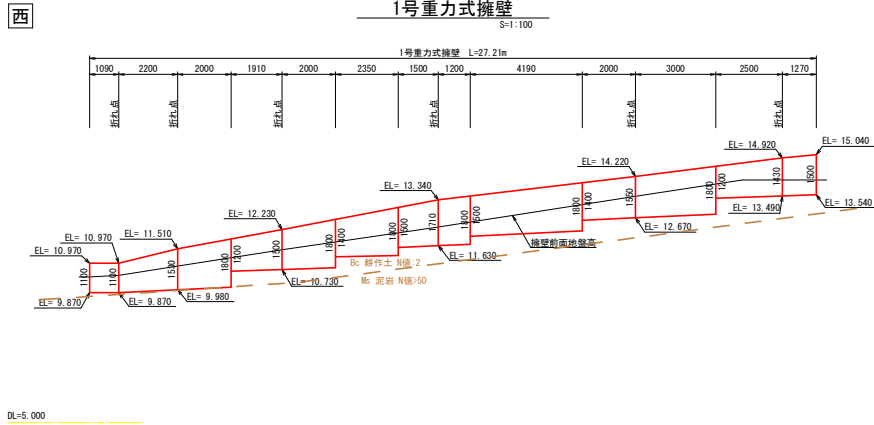 西
1号重力式擁壁
S=1:100
1号重力式擁壁 L=27.21m
1090 2200 2000 1910 2000 2350 1500 1200 4190 2000 3000 2500 1270
折れ点 折れ点 折れ点 折れ点 折れ点 折れ点
EL= 10.970
EL= 10.970
EL= 11.510
EL= 12.230
EL= 13.340
EL= 14.220
EL= 14.920
EL= 15.040
1100 1100 1530 1800 1200 1500 1800 1400 1800 1500 1710 1800 1500 1800 1400 1550 1800 1200 1430 1500
擁壁前面地盤高
Bc 耕作土 N値:2
Ms 泥岩 N値>50
EL= 9.870
EL= 9.870
EL= 9.980
EL= 10.730
EL= 11.630
EL= 12.670
EL= 13.490
EL= 13.540
DL=5.000